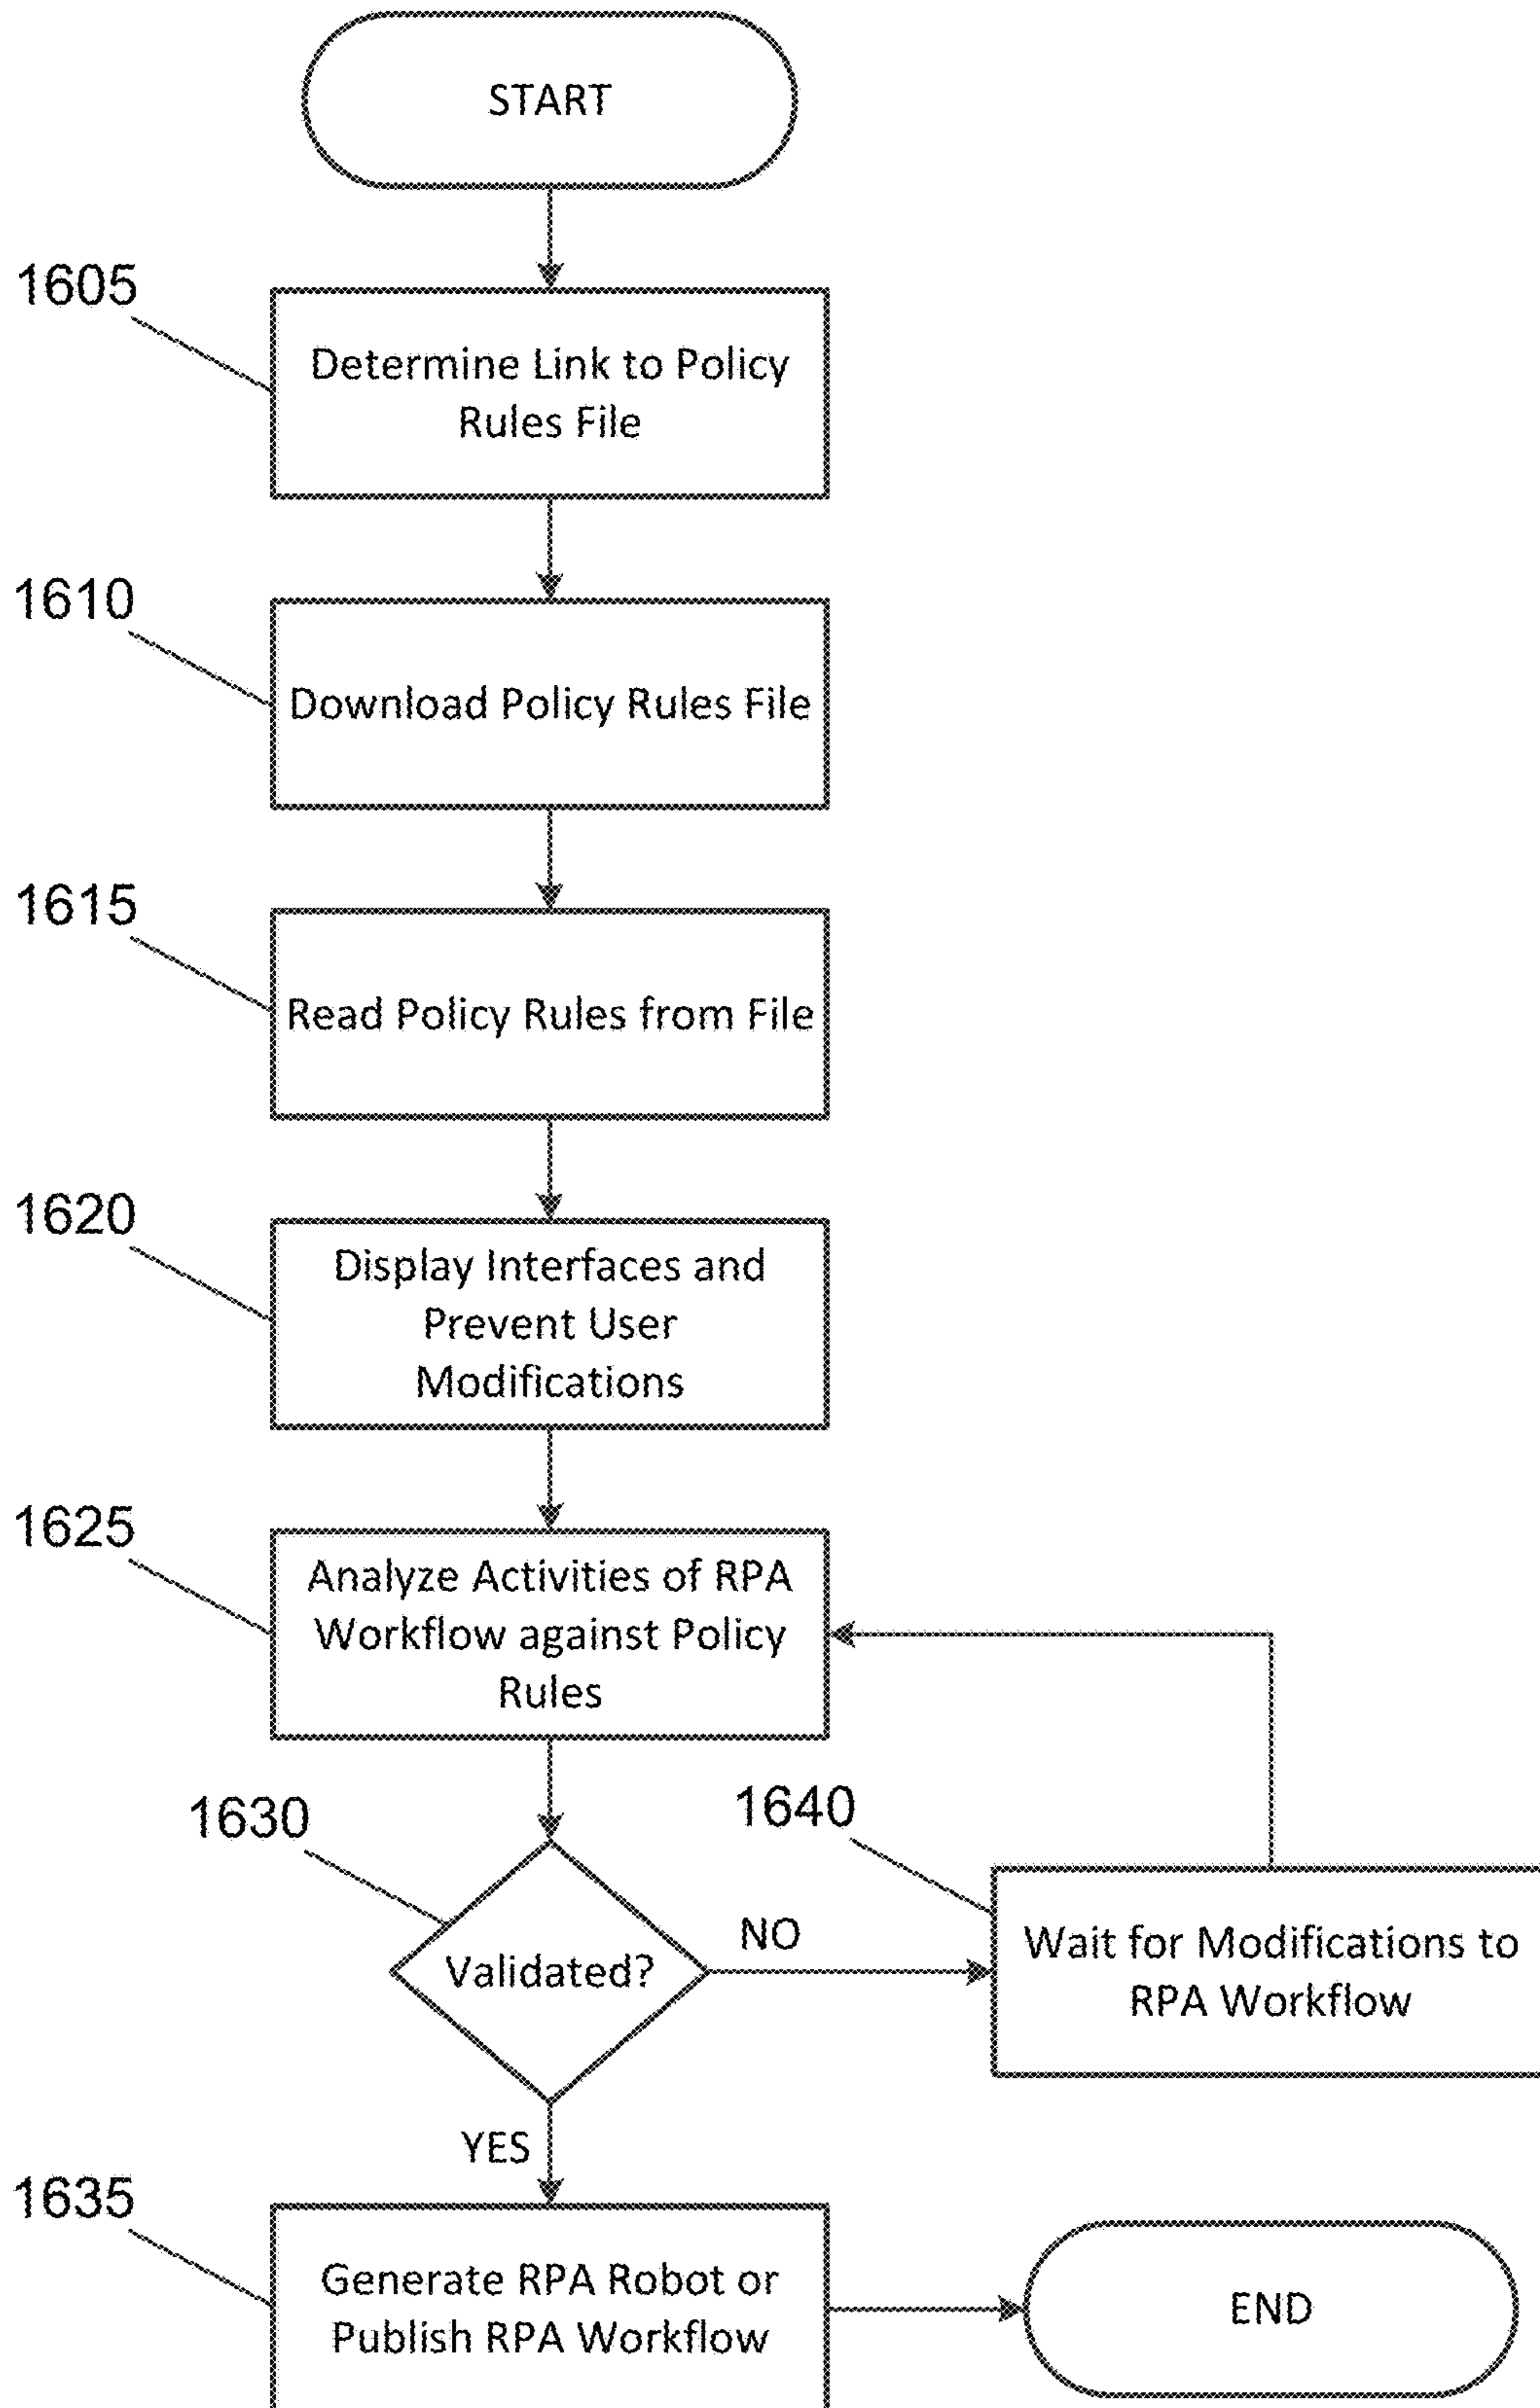 START
1605
Determine Link to Policy
Rules File
1610
Download Policy Rules File
1615
Read Policy Rules from File
1620
Display Interfaces and
Prevent User
Modifications
1625
Analyze Activities of RPA
Workflow against Policy
Rules
1630
Validated?
NO
1640
Wait for Modifications to
RPA Workflow
YES
1635
Generate RPA Robot or
Publish RPA Workflow
END